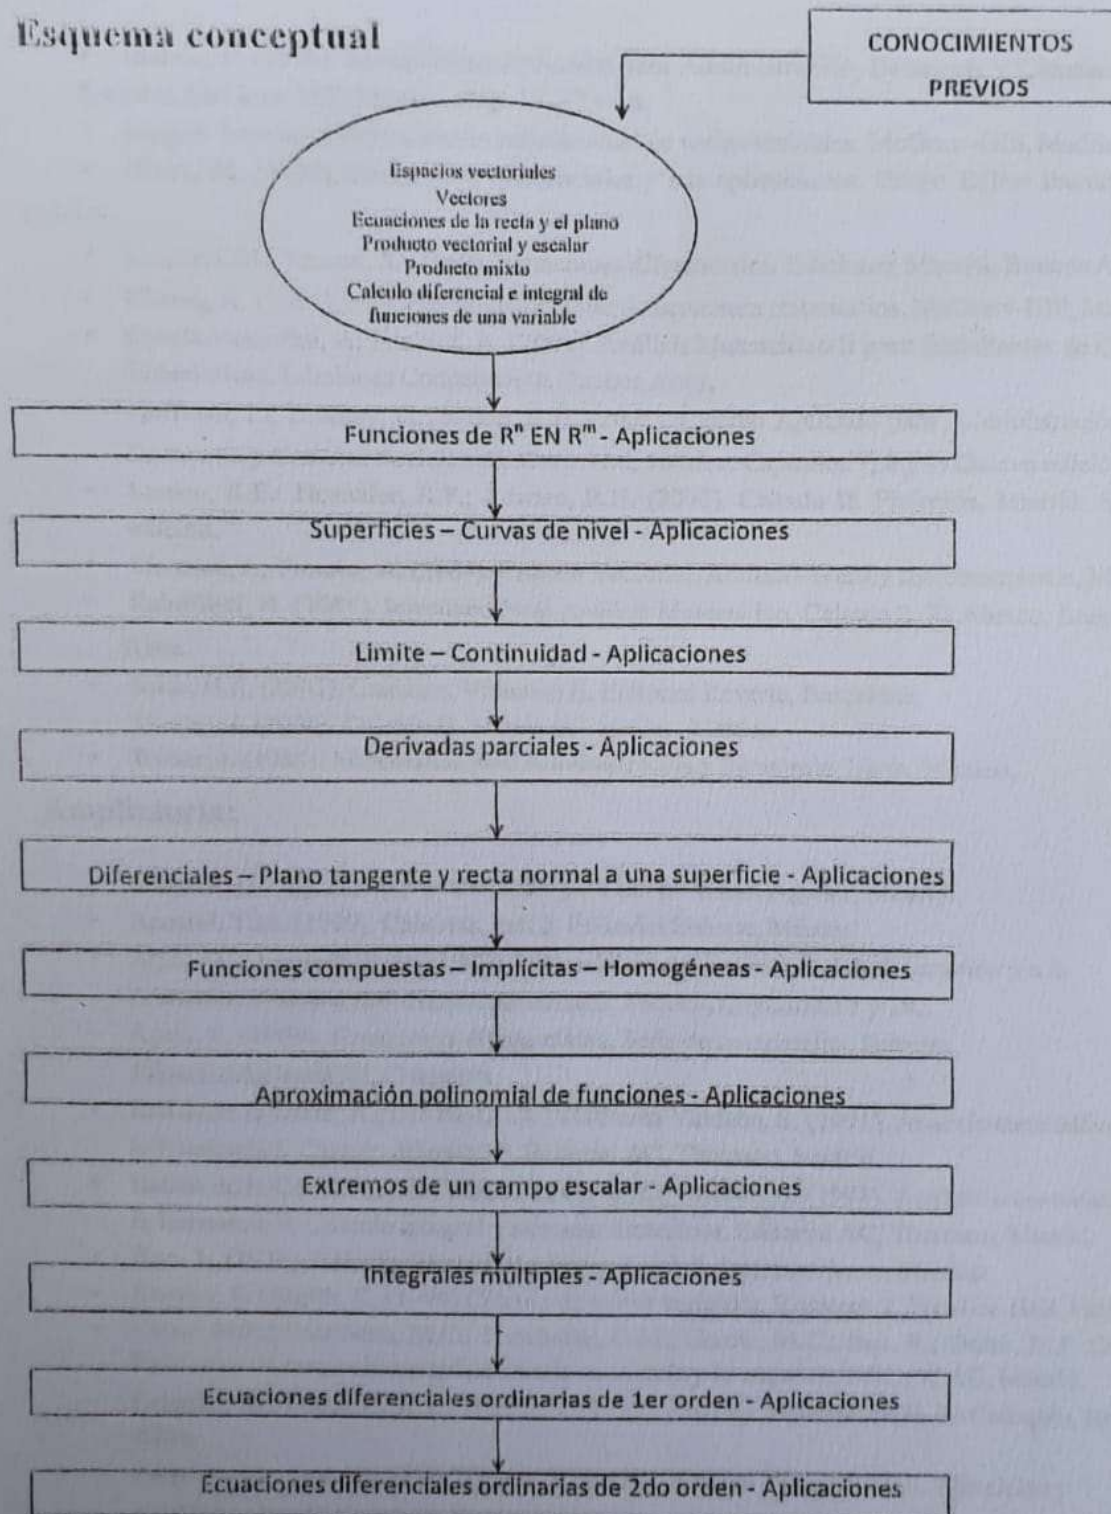 Esquema conceptual
CONOCIMIENTOS
PREVIOS
Espacios vectoriales
Vectores
Ecuaciones de la recta y el plano
Producto vectorial y escalar
Producto mixto
Calculo diferencial e integral de
funciones de una variable
Funciones de Rⁿ EN Rᵐ - Aplicaciones
Superficies – Curvas de nivel - Aplicaciones
Limite – Continuidad - Aplicaciones
Derivadas parciales - Aplicaciones
Diferenciales – Plano tangente y recta normal a una superficie - Aplicaciones
Funciones compuestas – Implícitas – Homogéneas - Aplicaciones
Aproximación polinomial de funciones - Aplicaciones
Extremos de un campo escalar - Aplicaciones
Integrales múltiples - Aplicaciones
Ecuaciones diferenciales ordinarias de 1er orden - Aplicaciones
Ecuaciones diferenciales ordinarias de 2do orden - Aplicaciones